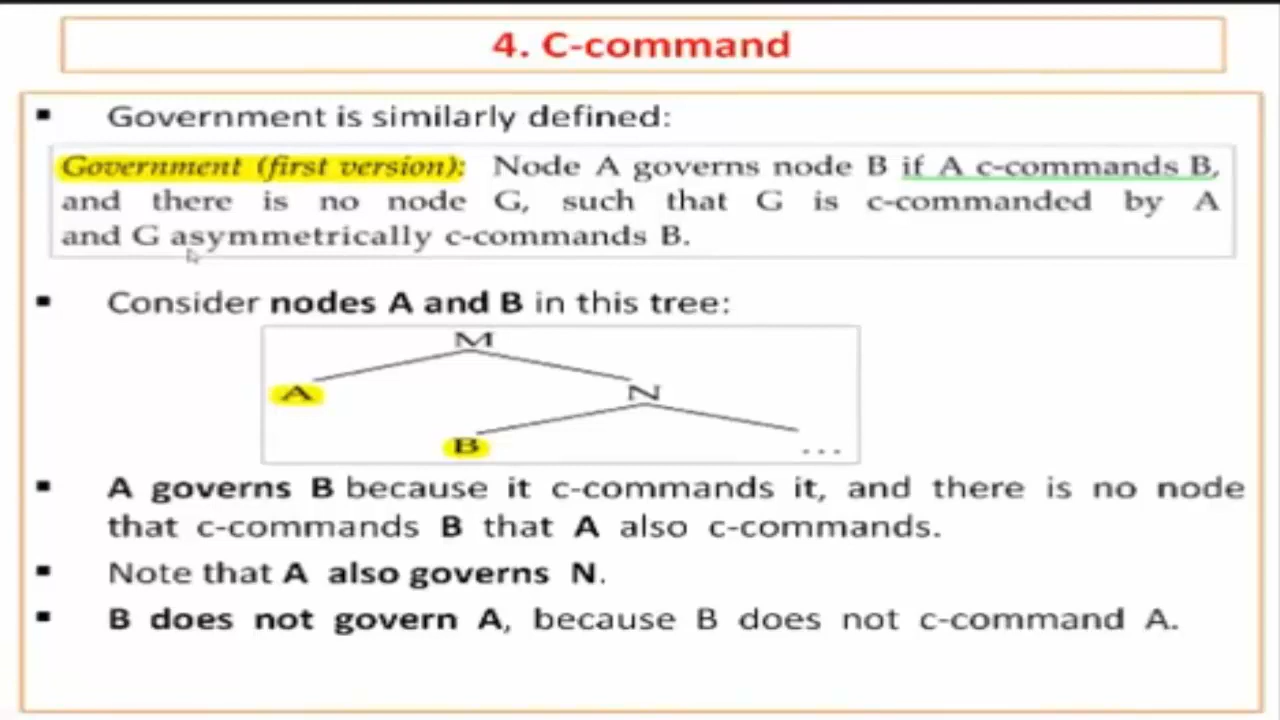 4. C-command
▪ Government is similarly defined:
Government (first version): Node A governs node B if A c-commands B,
and there is no node G, such that G is c-commanded by A
and G asymmetrically c-commands B.
▪ Consider nodes A and B in this tree:
M
A
N
B
...
▪ A governs B because it c-commands it, and there is no node
that c-commands B that A also c-commands.
▪ Note that A also governs N.
▪ B does not govern A, because B does not c-command A.